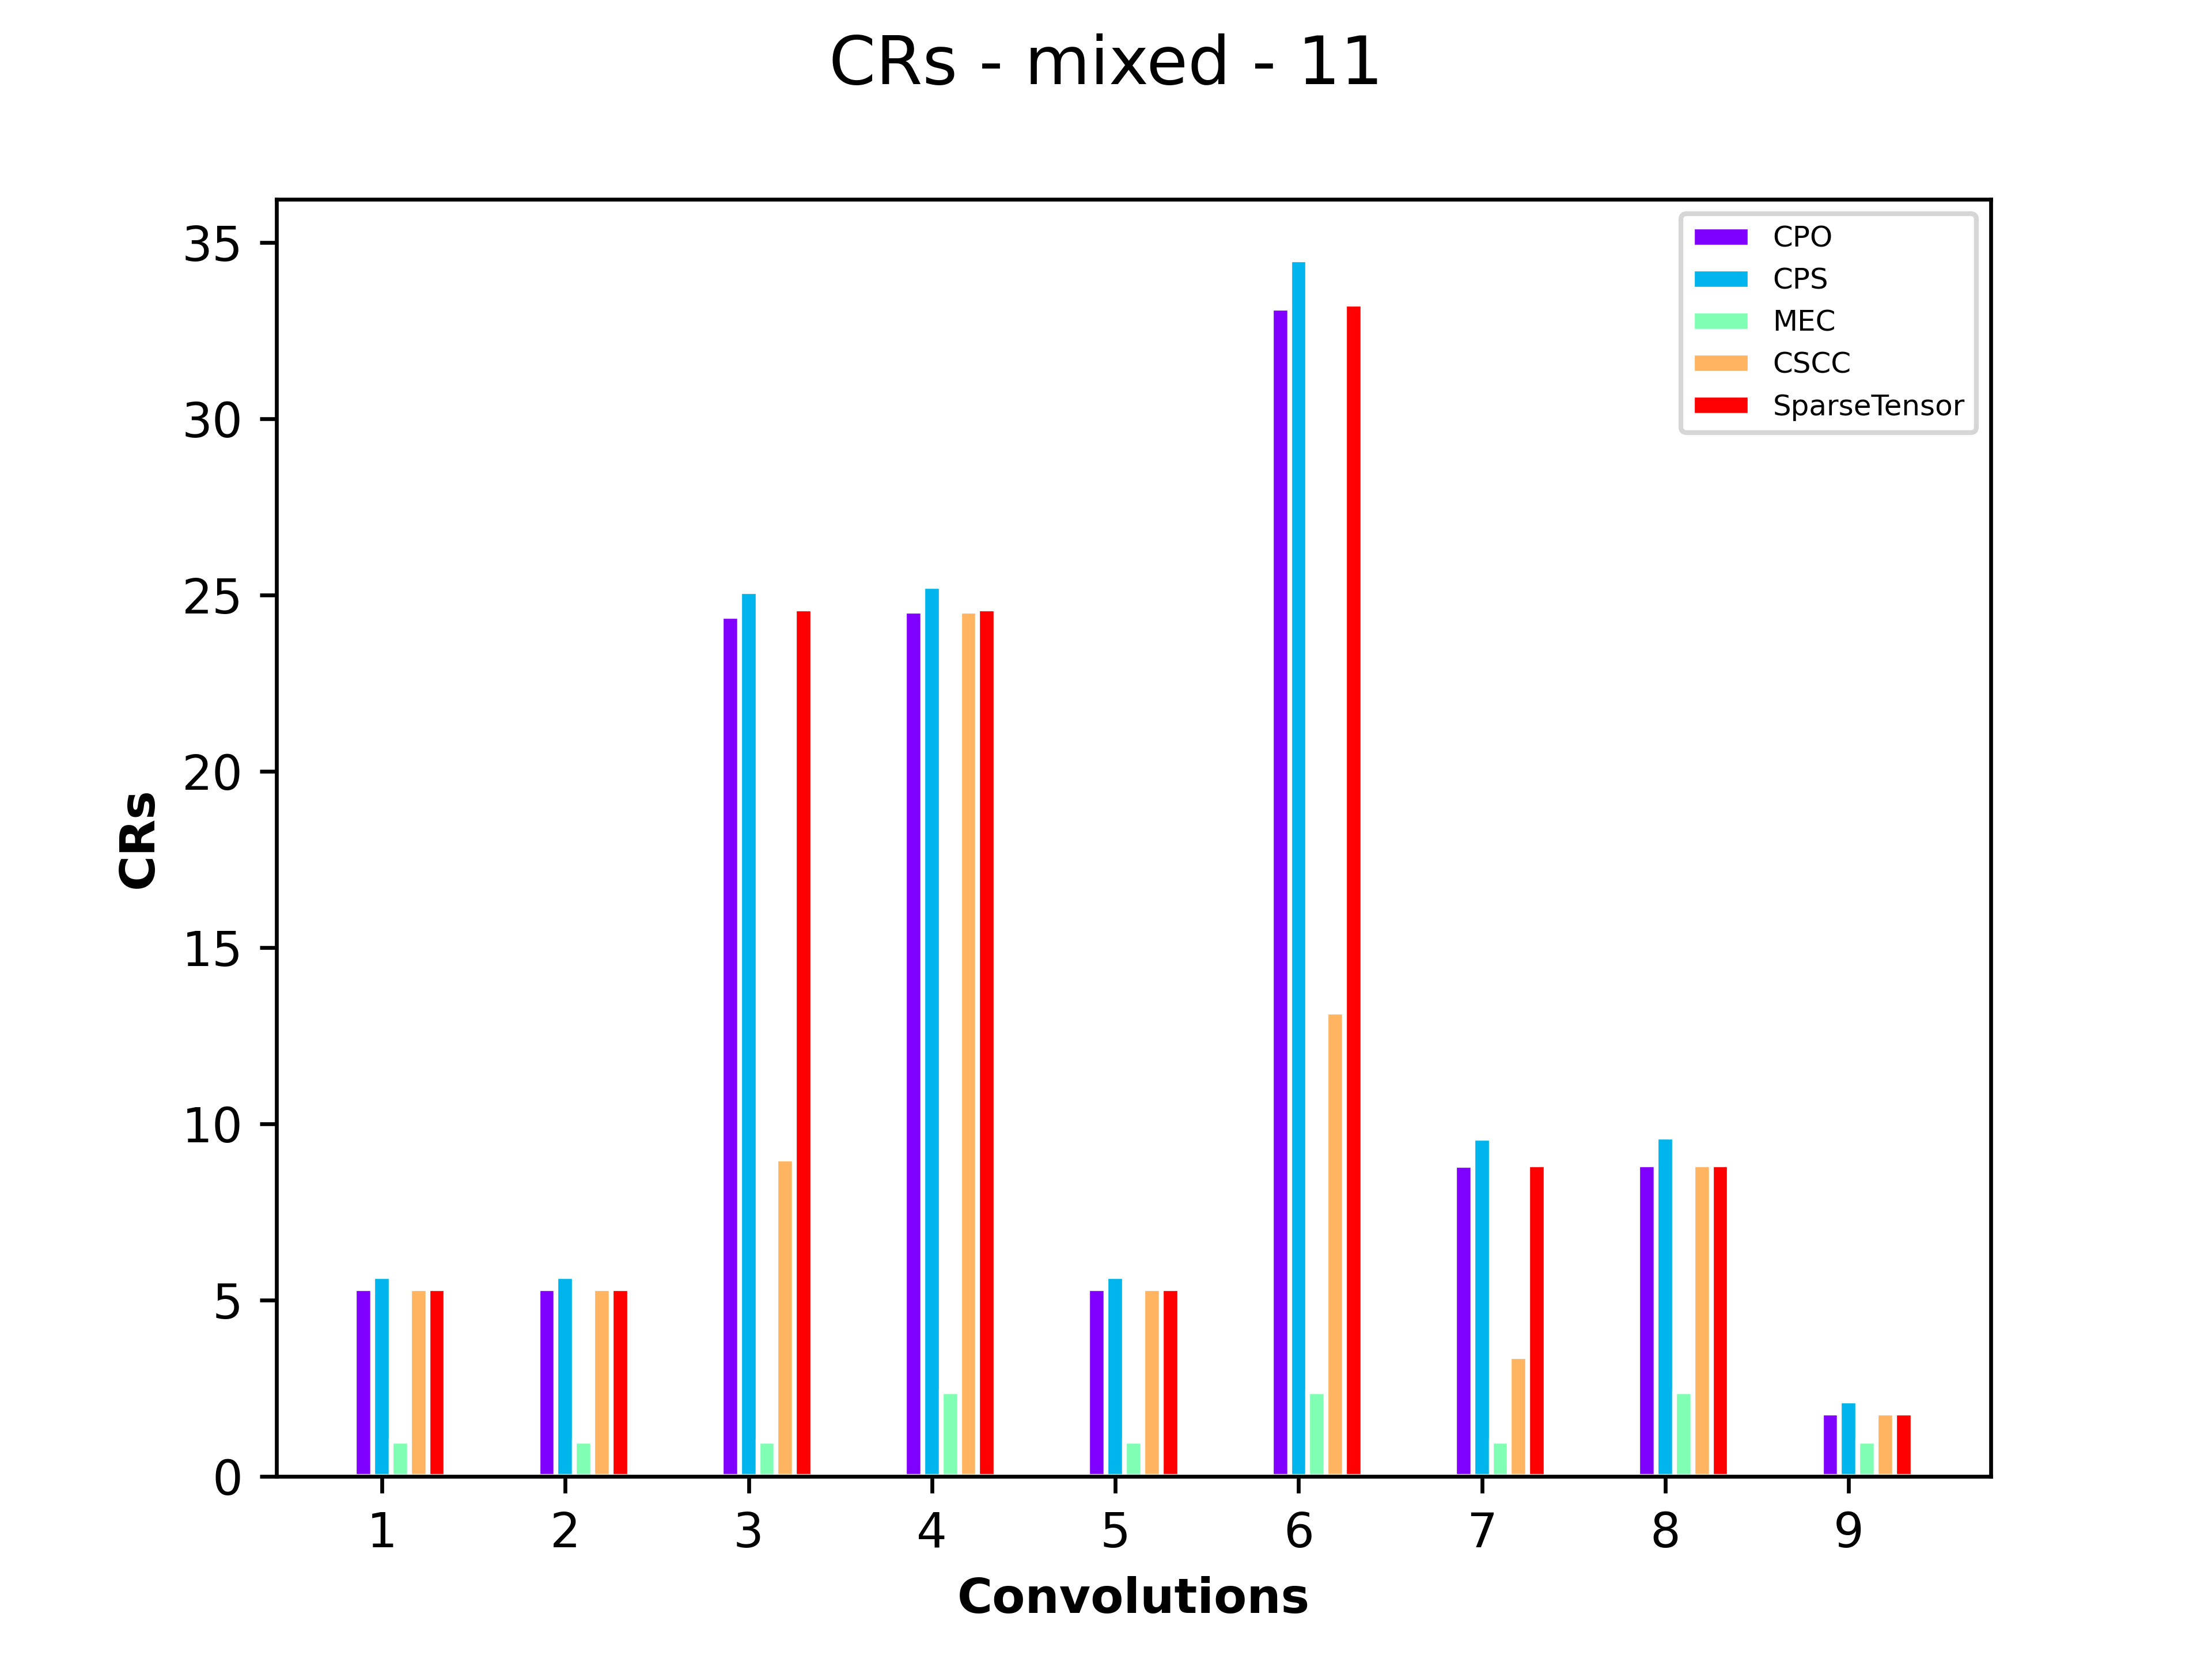 CRs - mixed - 11
CPO
CPS
MEC
CSCC
SparseTensor
35
30
25
20
15
10
5
0
CRs
1 2 3 4 5 6 7 8 9
Convolutions